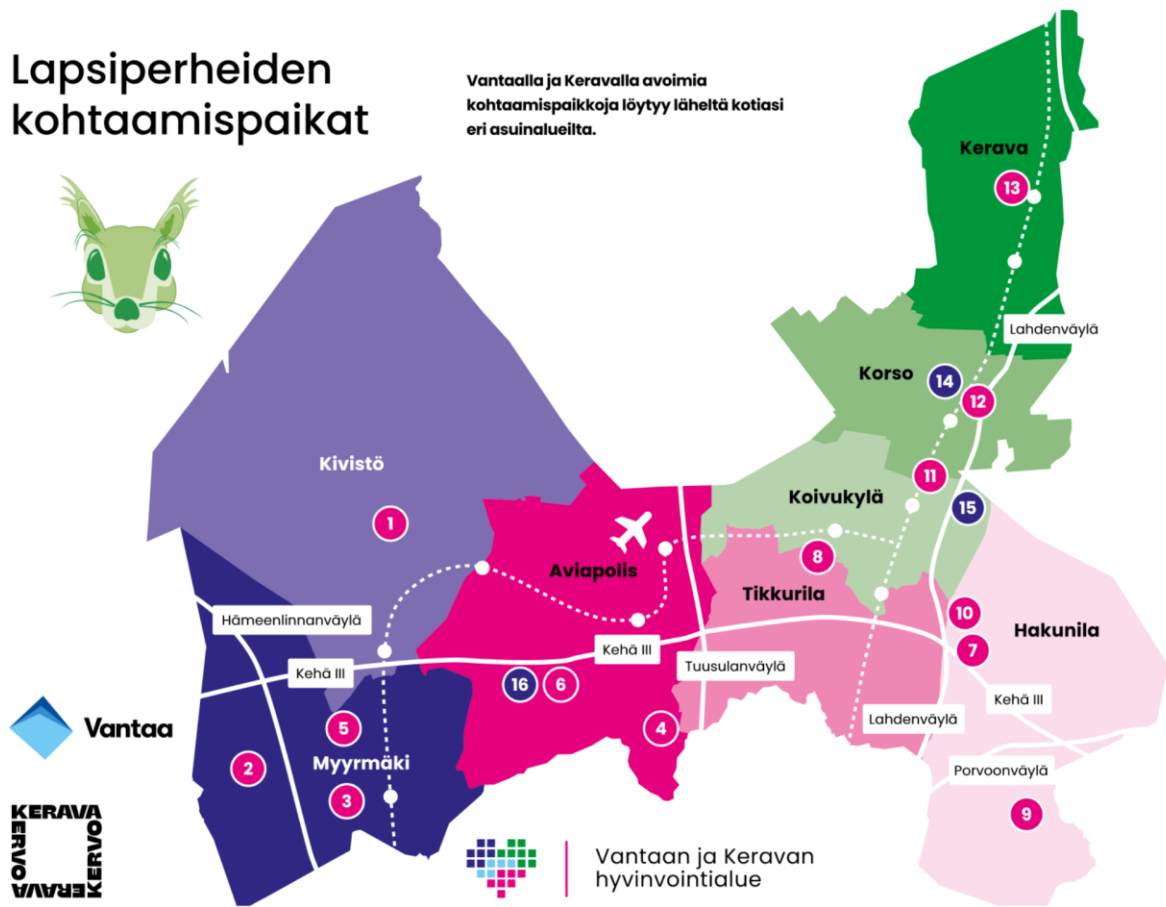 Lapsiperheiden
kohtaamispaikat
Vantaalla ja Keravalla avoimia
kohtaamispaikkoja löytyy läheltä kotiasi
eri asuinalueilta.
Kerava
13
Lahdenväylä
Korso
14
12
Kivistö
11
Koivukylä
15
1
8
Aviapolis
Tikkurila
10
Hakunila
Hämeenlinnanväylä
Kehä III
7
Kehä III
Tuusulanväylä
16
6
Kehä III
Lahdenväylä
5
4
Vantaa
Myyrmäki
2
Porvoonväylä
3
9
KERAVA
KERVO
KERAVA
KERVO
Vantaan ja Keravan
hyvinvointialue